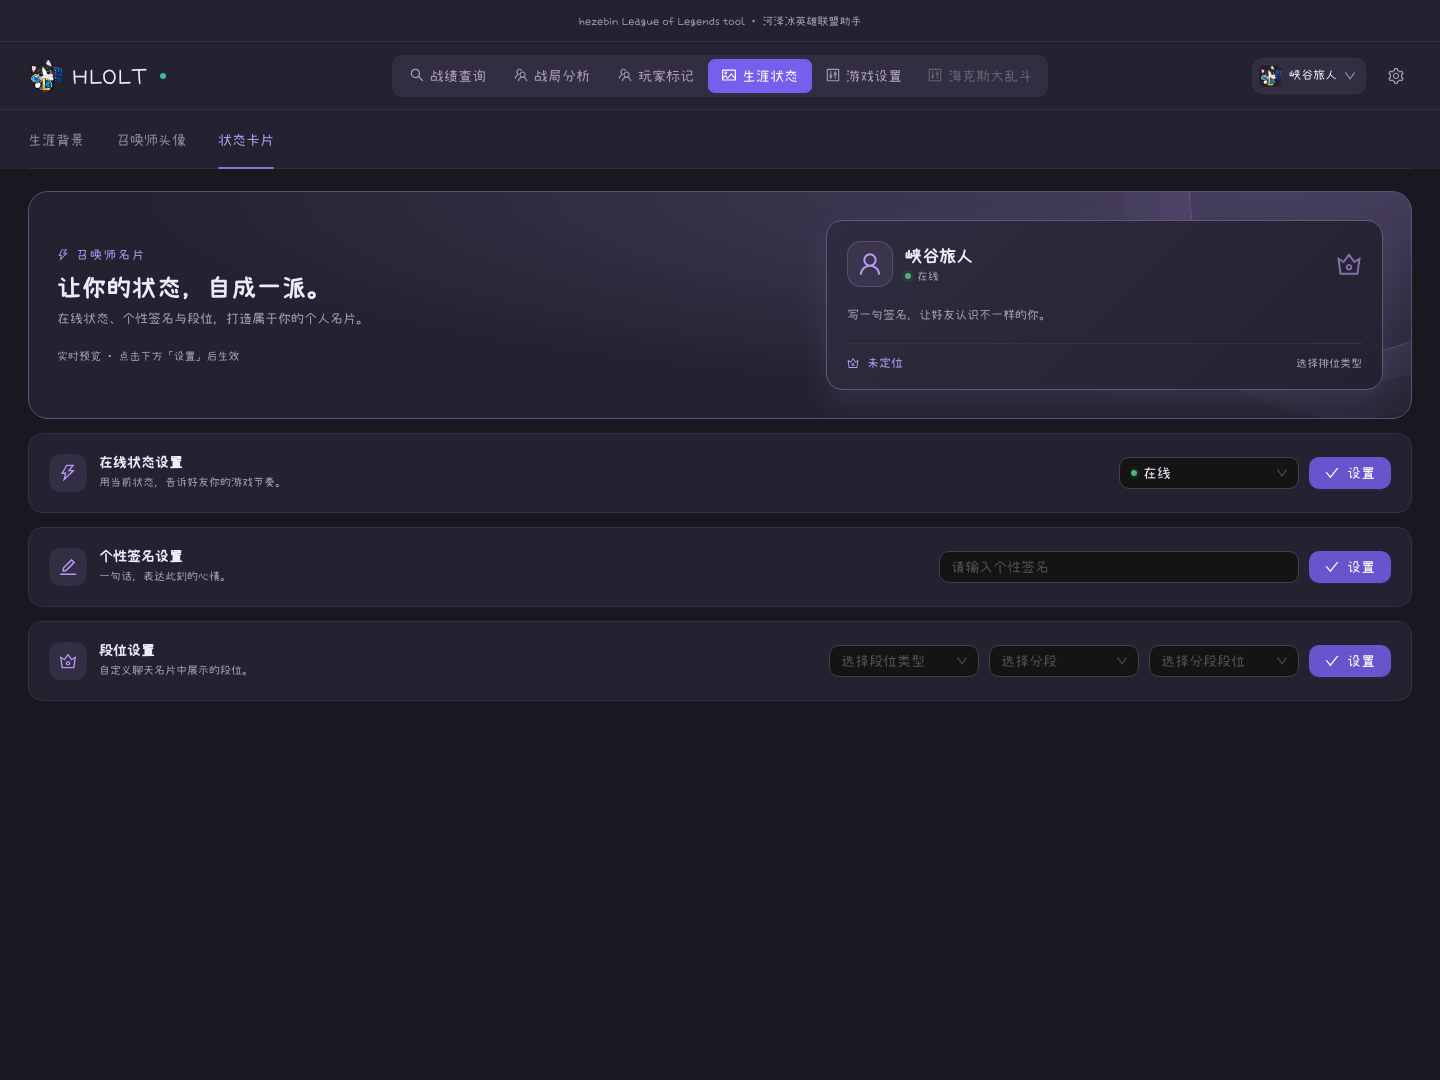 hezebin League of Legends tool • 河泽冰英雄联盟助手
HLOLT
战绩查询 战局分析 玩家标记 生涯状态 游戏设置 海克斯大乱斗
峡谷旅人
生涯背景 召唤师头像 状态卡片
召唤师名片
让你的状态，自成一派。
在线状态、个性签名与段位，打造属于你的个人名片。
实时预览 • 点击下方「设置」后生效
峡谷旅人
在线
写一句签名，让好友认识不一样的你。
未定位 选择排位类型
在线状态设置
用当前状态，告诉好友你的游戏节奏。
在线 设置
个性签名设置
一句话，表达此刻的心情。
请输入个性签名 设置
段位设置
自定义聊天名片中展示的段位。
选择段位类型 选择分段 选择分段段位 设置